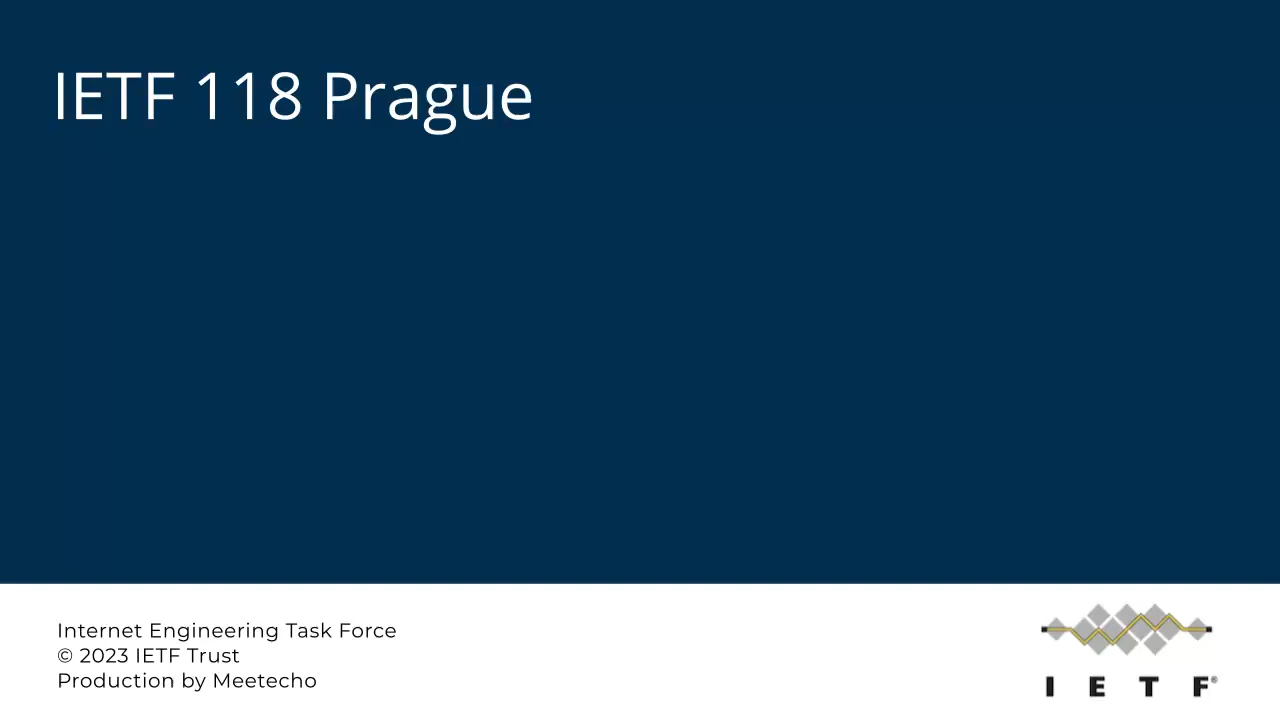 IETF 118 Prague
Internet Engineering Task Force
© 2023 IETF Trust
Production by Meetecho
I E T F®